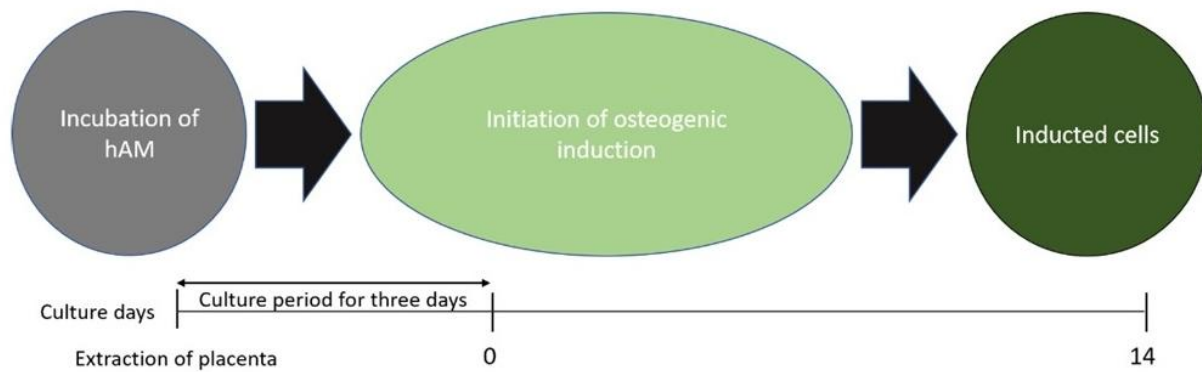 Incubation of
hAM
Initiation of osteogenic
induction
Inducted cells
Culture period for three days
Culture days
Extraction of placenta
0
14